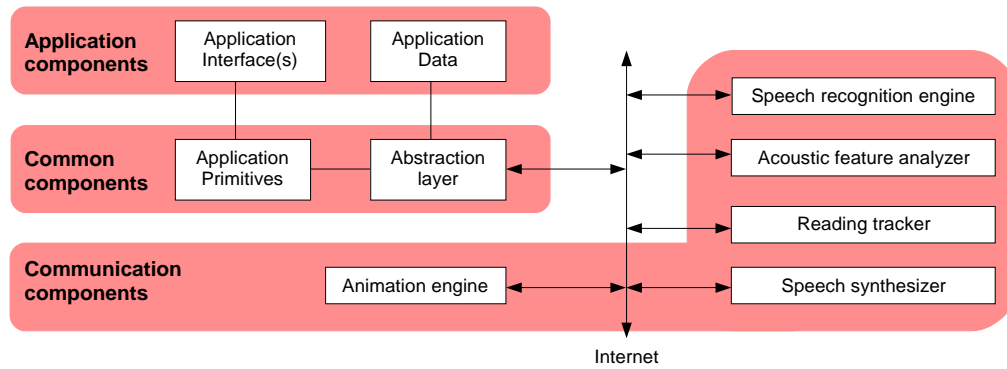 Application
components
Application
Interface(s)
Application
Data
Speech recognition engine
Common
components
Application
Primitives
Abstraction
layer
Acoustic feature analyzer
Reading tracker
Communication
components
Animation engine
Speech synthesizer
Internet